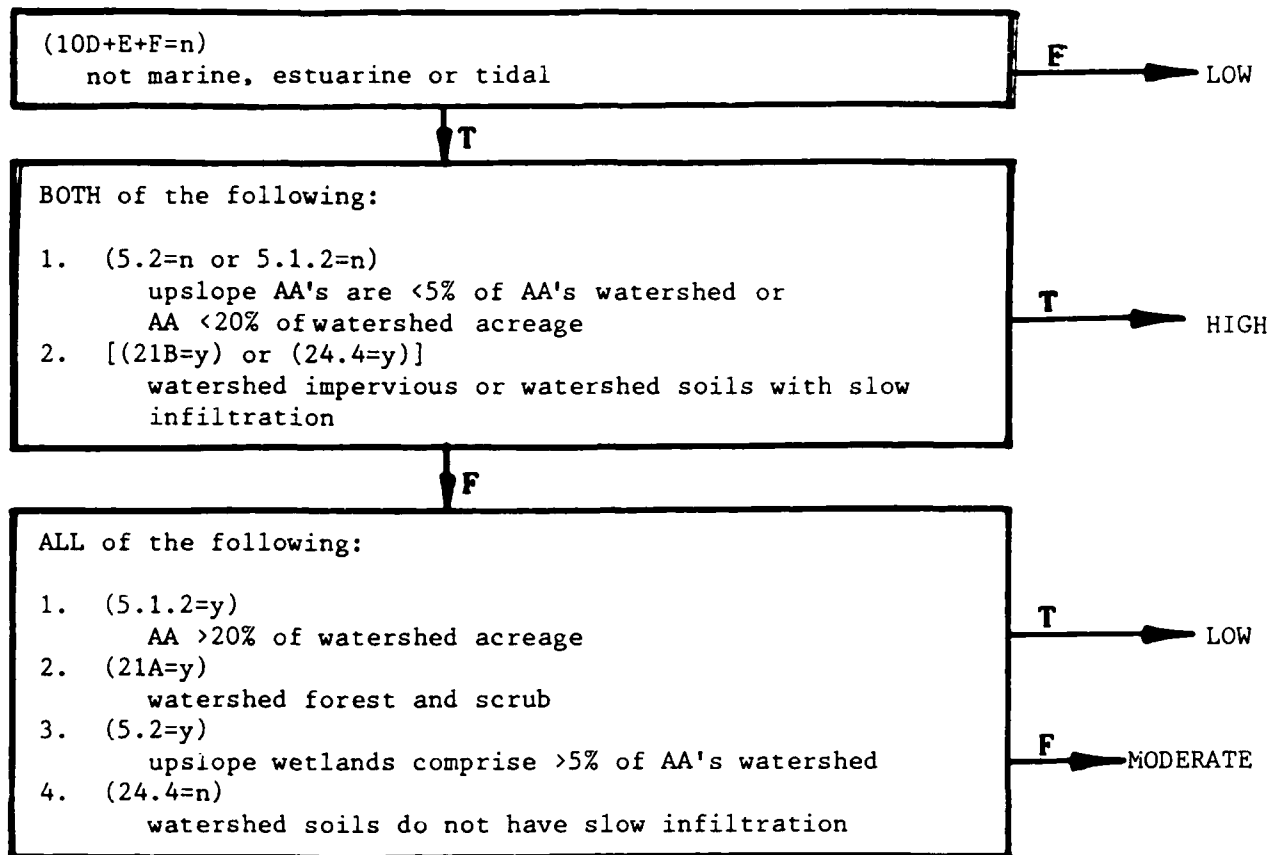 (10D+E+F=n)
not marine, estuarine or tidal
F
LOW
T
BOTH of the following:
1. (5.2=n or 5.1.2=n)
upslope AA's are <5% of AA's watershed or
AA <20% of watershed acreage
T
HIGH
2. [(21B=y) or (24.4=y)]
watershed impervious or watershed soils with slow
infiltration
F
ALL of the following:
1. (5.1.2=y)
AA >20% of watershed acreage
T
LOW
2. (21A=y)
watershed forest and scrub
3. (5.2=y)
upslope wetlands comprise >5% of AA's watershed
F
MODERATE
4. (24.4=n)
watershed soils do not have slow infiltration